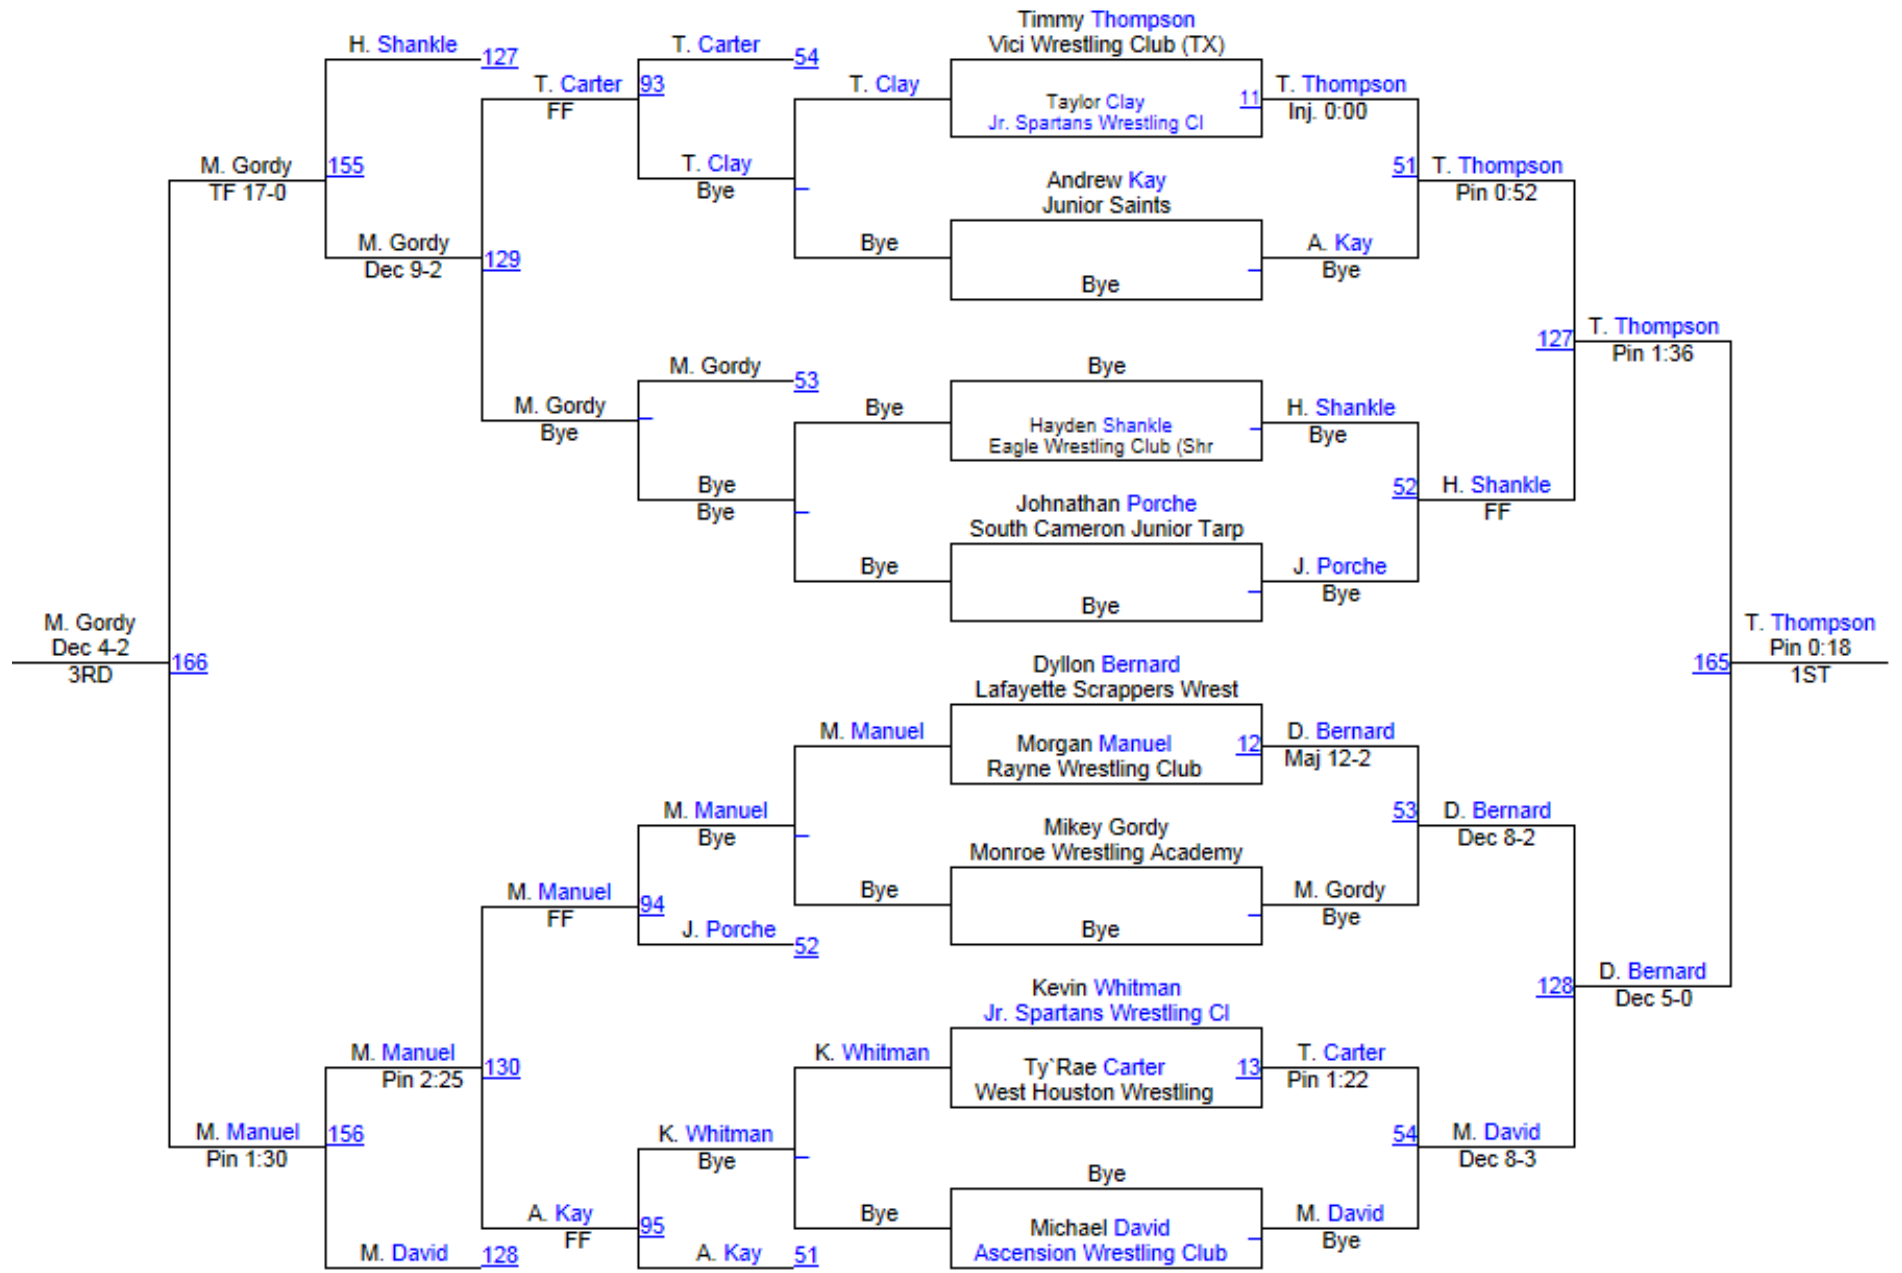 Timmy Thompson
H. Shankle
T. Carter
Vici Wrestling Club (TX)
127
54
T. Carter
93
T. Clay
T. Thompson
FF
Taylor Clay
11
Inj. 0:00
Jr. Spartans Wrestling Cl
M. Gordy
155
T. Clay
51
T. Thompson
TF 17-0
Bye
Andrew Kay
Pin 0:52
Junior Saints
M. Gordy
Bye
A. Kay
Dec 9-2
129
Bye
Bye
127
T. Thompson
Pin 1:36
M. Gordy
53
Bye
M. Gordy
Bye
H. Shankle
Bye
Hayden Shankle
Bye
Eagle Wrestling Club (Shr
Bye
52
H. Shankle
Bye
Johnathan Porche
FF
South Cameron Junior Tarp
Bye
J. Porche
Bye
Bye
M. Gordy
T. Thompson
Dec 4-2
Pin 0:18
3RD
166
165
1ST
Dyllon Bernard
Lafayette Scrappers Wrest
M. Manuel
Morgan Manuel
12
D. Bernard
Rayne Wrestling Club
Maj 12-2
M. Manuel
53
D. Bernard
Bye
Mikey Gordy
Dec 8-2
Monroe Wrestling Academy
M. Manuel
94
Bye
M. Gordy
FF
Bye
Bye
J. Porche
52
128
D. Bernard
Kevin Whitman
Dec 5-0
Jr. Spartans Wrestling Cl
M. Manuel
130
K. Whitman
Ty`Rae Carter
13
T. Carter
Pin 2:25
West Houston Wrestling
Pin 1:22
M. Manuel
156
K. Whitman
54
M. David
Pin 1:30
Bye
Dec 8-3
Bye
A. Kay
95
Bye
Michael David
M. David
FF
Ascension Wrestling Club
Bye
M. David
128
A. Kay
51